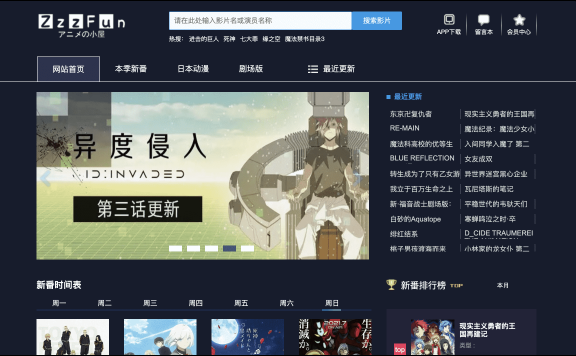 ZzzFun
アニメの小屋
请在此处输入影片名或演员名称
搜索影片
热搜: 进击的巨人 死神 七大罪 缘之空 魔法禁书目录3
APP下载 留言本 会员中心
网站首页 本季新番 日本动漫 剧场版 最近更新
异度侵入
ID:INVADED
第三话更新
最近更新
东京卍复仇者 现实主义勇者的王国再
RE-MAIN 魔法纪录：魔法少女小
魔法科高校的优等生 入间同学入魔了 第二
BLUE REFLECTION 女友成双
转生成为了只有乙女游 异世界迷宫黑心企业
我立于百万生命之上 瓦尼塔斯的笔记
新·福音战士剧场版: 平稳世代的韦驮天们
白砂的Aquatope 寒蝉鸣泣之时·卒
绯红结系 D_CIDE TRAUMEREI
桃子男孩渡海而来 小林家的龙女仆 第二
新番时间表
周一 周二 周三 周四 周五 周六 周日
新番排行榜 TOP 本月
消灭
生存
top
现实主义勇者的王
国再建记
类型：